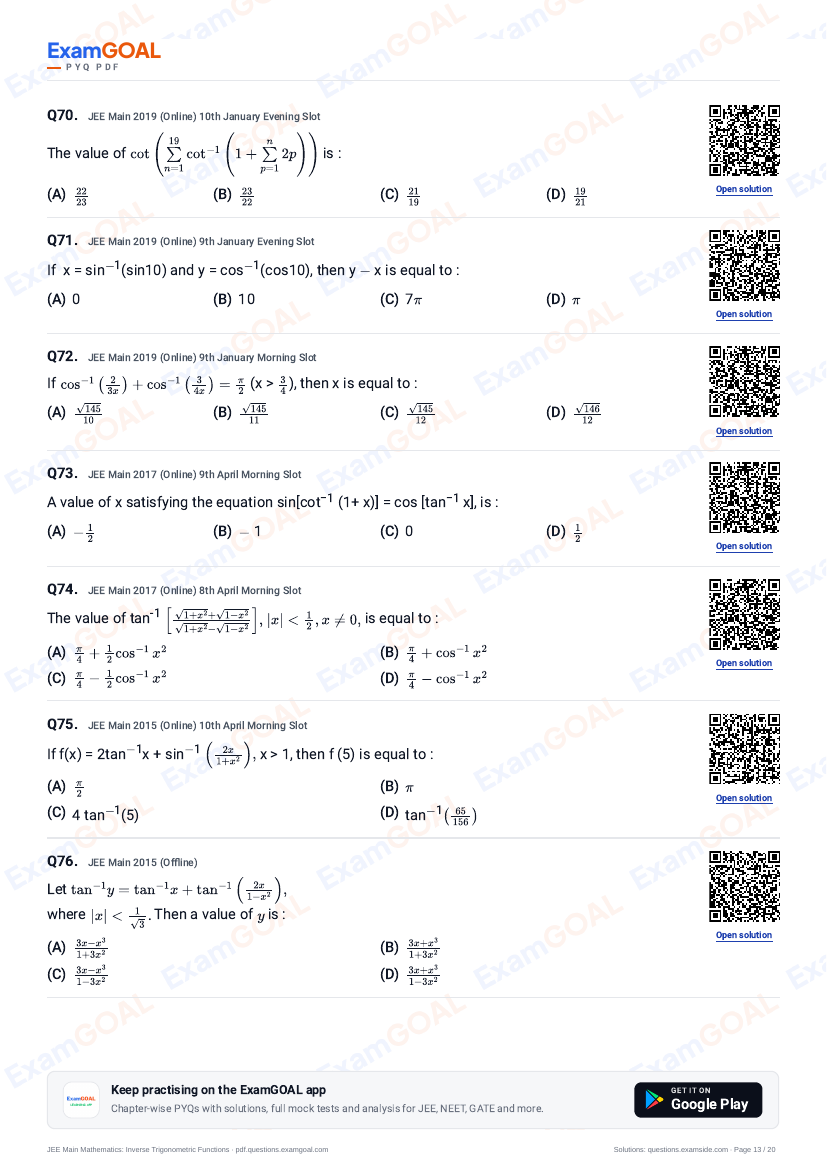 ExamGOAL
PYQ PDF
Q70. JEE Main 2019 (Online) 10th January Evening Slot
The value of cot ( 19 ∑ n=1 cot⁻¹ ( 1 + n ∑ p=1 2p ) ) is :
(A) 22/23 (B) 23/22 (C) 21/19 (D) 19/21
Open solution
Q71. JEE Main 2019 (Online) 9th January Evening Slot
If x = sin⁻¹(sin10) and y = cos⁻¹(cos10), then y − x is equal to :
(A) 0 (B) 10 (C) 7π (D) π
Open solution
Q72. JEE Main 2019 (Online) 9th January Morning Slot
If cos⁻¹ (2/3x) + cos⁻¹ (3/4x) = π/2 (x > 3/4), then x is equal to :
(A) √145/10 (B) √145/11 (C) √145/12 (D) √146/12
Open solution
Q73. JEE Main 2017 (Online) 9th April Morning Slot
A value of x satisfying the equation sin[cot⁻¹ (1+ x)] = cos [tan⁻¹ x], is :
(A) −1/2 (B) − 1 (C) 0 (D) 1/2
Open solution
Q74. JEE Main 2017 (Online) 8th April Morning Slot
The value of tan⁻¹ [ (√1+x² + √1−x²)/(√1+x² − √1−x²) ], |x| < 1/2, x ≠ 0, is equal to :
(A) π/4 + 1/2 cos⁻¹ x² (B) π/4 + cos⁻¹ x²
(C) π/4 − 1/2 cos⁻¹ x² (D) π/4 − cos⁻¹ x²
Open solution
Q75. JEE Main 2015 (Online) 10th April Morning Slot
If f(x) = 2tan⁻¹x + sin⁻¹ (2x/1+x²), x > 1, then f (5) is equal to :
(A) π/2 (B) π
(C) 4 tan⁻¹(5) (D) tan⁻¹(65/156)
Open solution
Q76. JEE Main 2015 (Offline)
Let tan⁻¹y = tan⁻¹x + tan⁻¹ (2x/1−x²),
where |x| < 1/√3. Then a value of y is :
(A) 3x−x³/1+3x² (B) 3x+x³/1+3x²
(C) 3x−x³/1−3x² (D) 3x+x³/1−3x²
Open solution
Keep practising on the ExamGOAL app
Chapter-wise PYQs with solutions, full mock tests and analysis for JEE, NEET, GATE and more.
GET IT ON
Google Play
JEE Main Mathematics: Inverse Trigonometric Functions · pdf.questions.examgoal.com
Solutions: questions.examside.com · Page 13 / 20